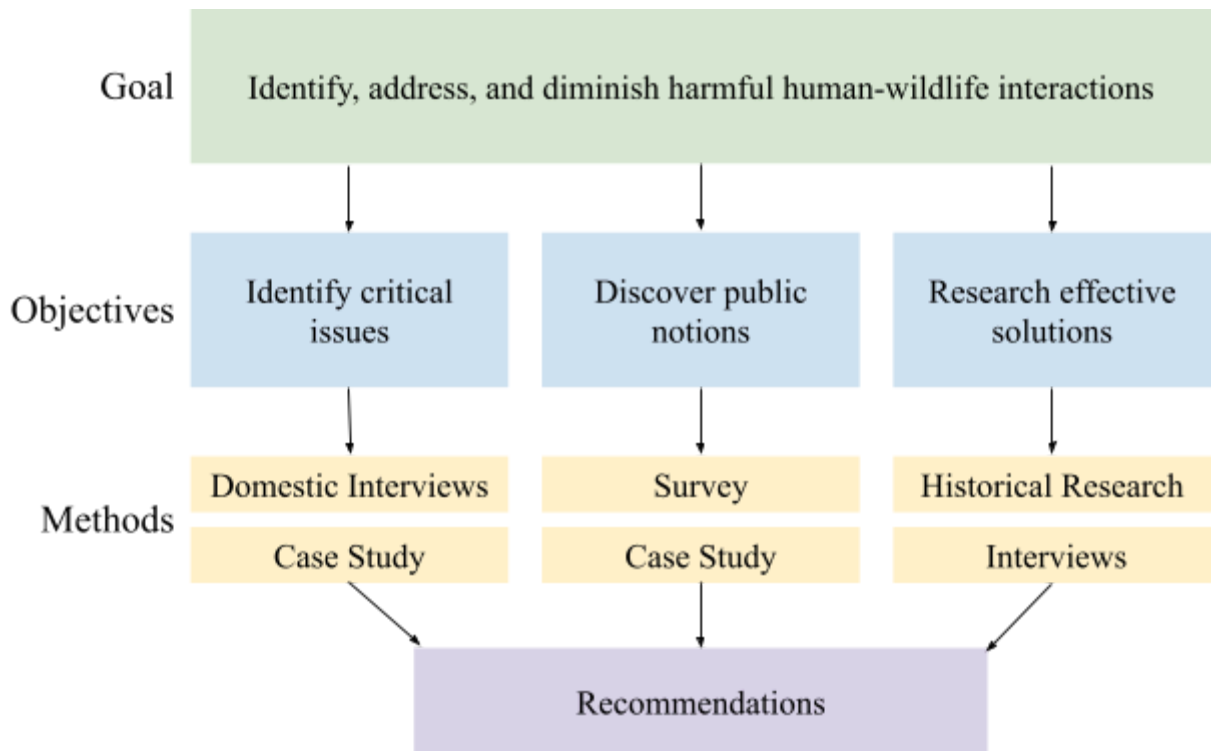 Goal
Identify, address, and diminish harmful human-wildlife interactions
Objectives
Identify critical
issues
Discover public
notions
Research effective
solutions
Methods
Domestic Interviews
Survey
Historical Research
Case Study
Case Study
Interviews
Recommendations